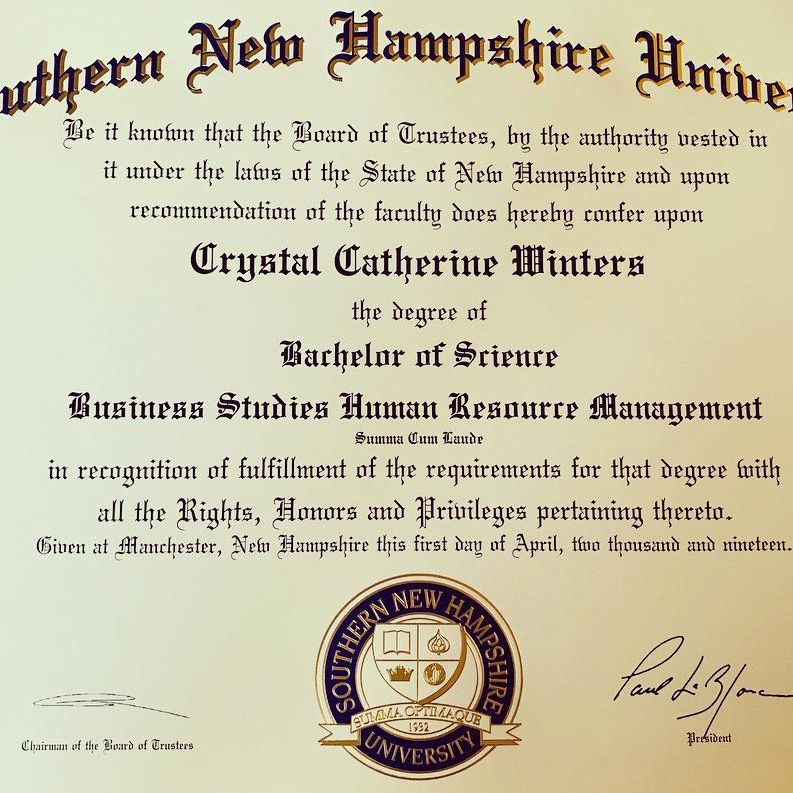 uthern New Hampshire Univer
Be it known that the Board of Trustees, by the authority vested in
it under the laws of the State of New Hampshire and upon
recommendation of the faculty does hereby confer upon
Crystal Catherine Winters
the degree of
Bachelor of Science
Business Studies Human Resource Management
Summa Cum Laude
in recognition of fulfillment of the requirements for that degree with
all the Rights, Honors and Privileges pertaining thereto.
Given at Manchester, New Hampshire this first day of April, two thousand and nineteen.
SOUTHERN NEW HAMPSHIRE
SUMMA OPTIMAQUE
1932
UNIVERSITY
Paul LeBlanc
Chairman of the Board of Trustees
President